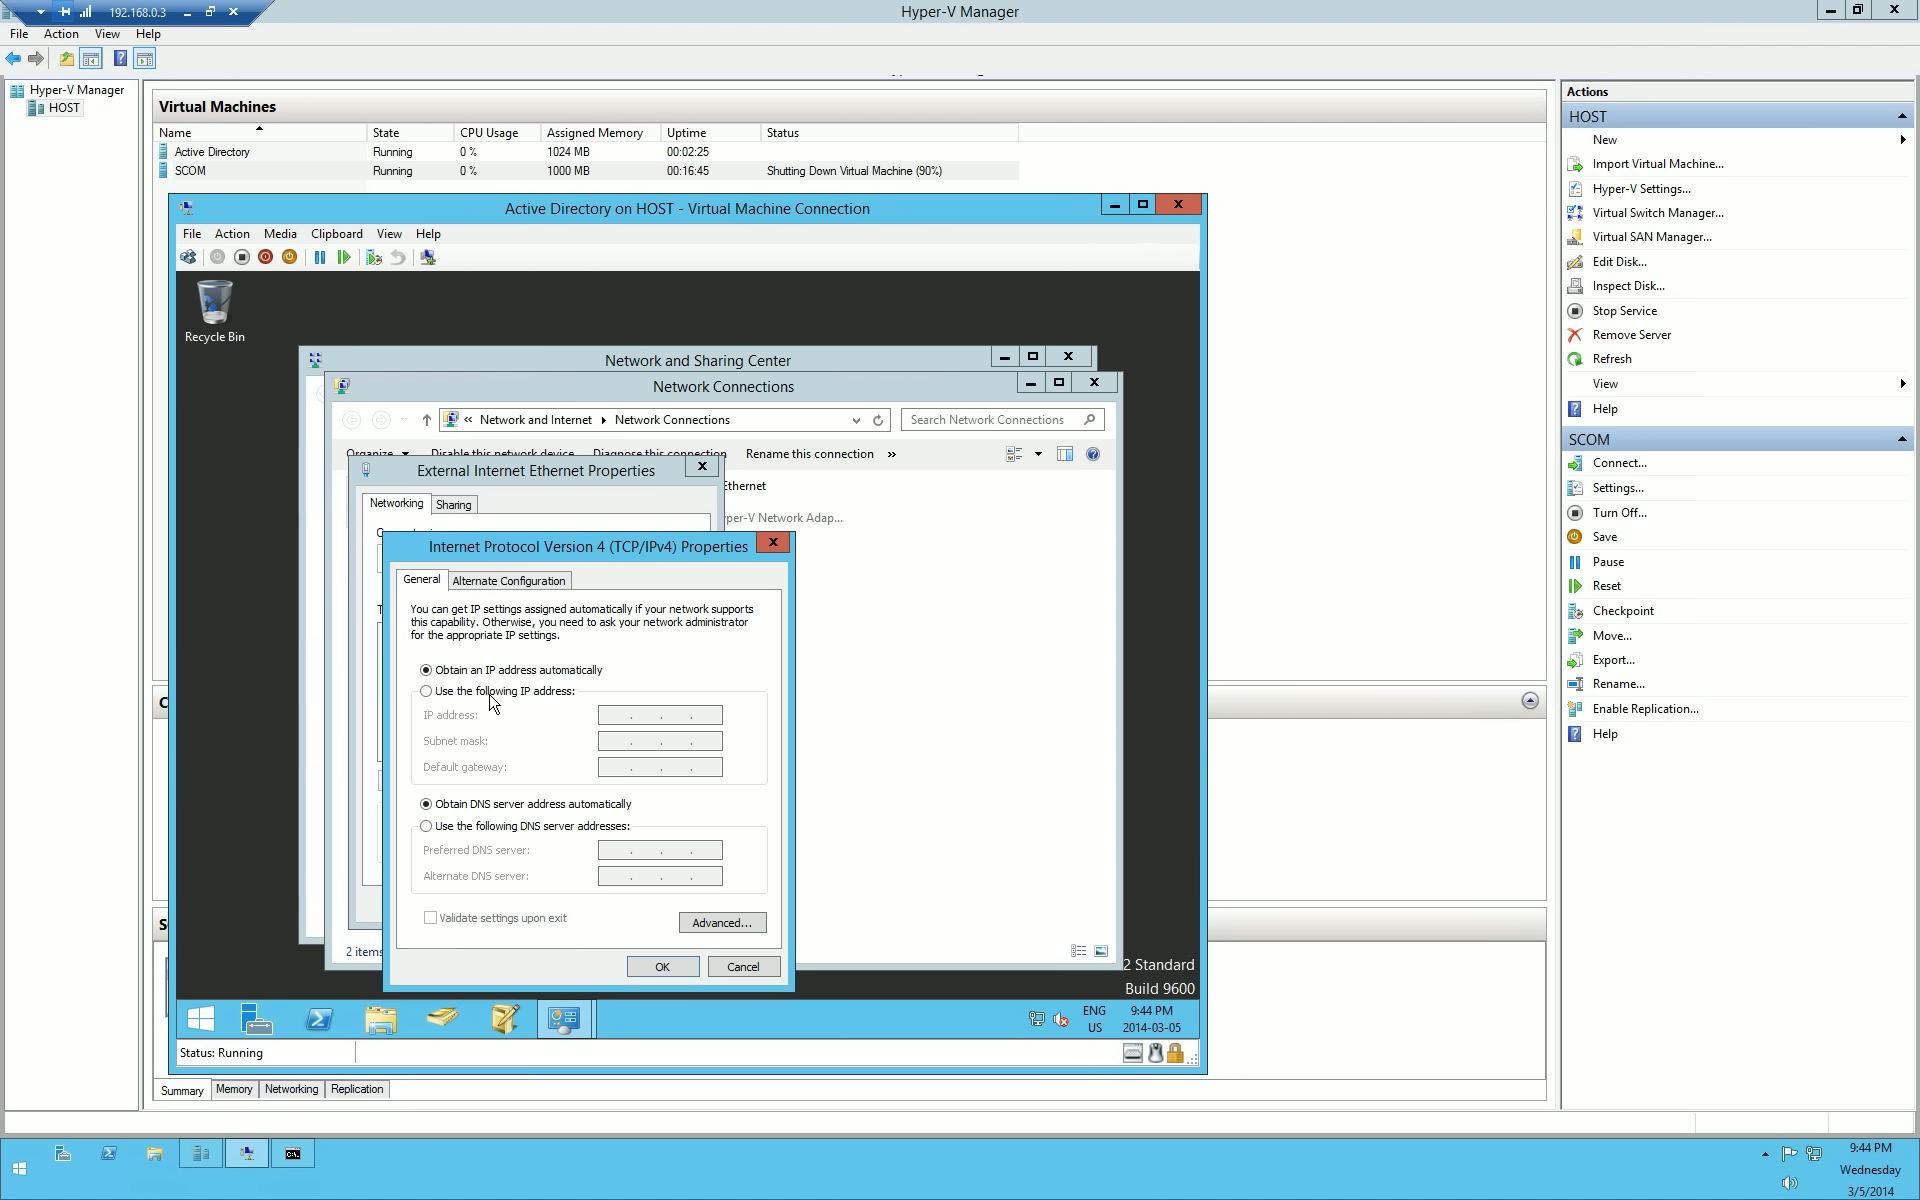 192.168.0.3
Hyper-V Manager
File Action View Help
Hyper-V Manager
HOST
Virtual Machines
Name State CPU Usage Assigned Memory Uptime Status
Active Directory Running 0 % 1024 MB 00:02:25
SCOM Running 0 % 1000 MB 00:16:45 Shutting Down Virtual Machine (90%)
Active Directory on HOST - Virtual Machine Connection
File Action Media Clipboard View Help
Recycle Bin
Network and Sharing Center
Network Connections
« Network and Internet Network Connections
Search Network Connections
Organize Disable this network device Diagnose this connection Rename this connection »
External Internet Ethernet Properties
Ethernet
Networking Sharing
yper-V Network Adap...
Internet Protocol Version 4 (TCP/IPv4) Properties
General Alternate Configuration
You can get IP settings assigned automatically if your network supports
this capability. Otherwise, you need to ask your network administrator
for the appropriate IP settings.
Obtain an IP address automatically
Use the following IP address:
IP address:
Subnet mask:
Default gateway:
Obtain DNS server address automatically
Use the following DNS server addresses:
Preferred DNS server:
Alternate DNS server:
Validate settings upon exit
Advanced...
OK Cancel
2 items
2 Standard
Build 9600
ENG
US
9:44 PM
2014-03-05
Status: Running
Summary Memory Networking Replication
Actions
HOST
New
Import Virtual Machine...
Hyper-V Settings...
Virtual Switch Manager...
Virtual SAN Manager...
Edit Disk...
Inspect Disk...
Stop Service
Remove Server
Refresh
View
Help
SCOM
Connect...
Settings...
Turn Off...
Save
Pause
Reset
Checkpoint
Move...
Export...
Rename...
Enable Replication...
Help
9:44 PM
Wednesday
3/5/2014